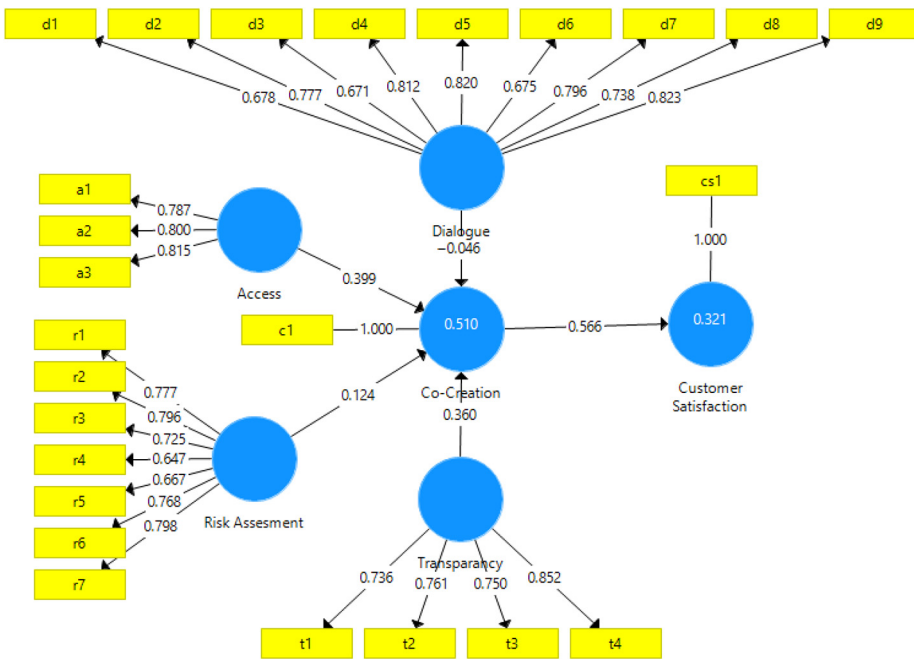 d1 d2 d3 d4 d5 d6 d7 d8 d9
0.678 0.777 0.671 0.812 0.820 0.675 0.796 0.738 0.823
a1
a2
a3
0.787
0.800
0.815
Access
0.399
Dialogue
−0.046
cs1
1.000
c1
1.000
0.510
Co-Creation
0.566
0.321
Customer
Satisfaction
r1
r2
r3
r4
r5
r6
r7
0.777
0.796
0.725
0.647
0.667
0.768
0.798
Risk Assesment
0.124
0.360
Transparancy
0.736 0.761 0.750 0.852
t1 t2 t3 t4